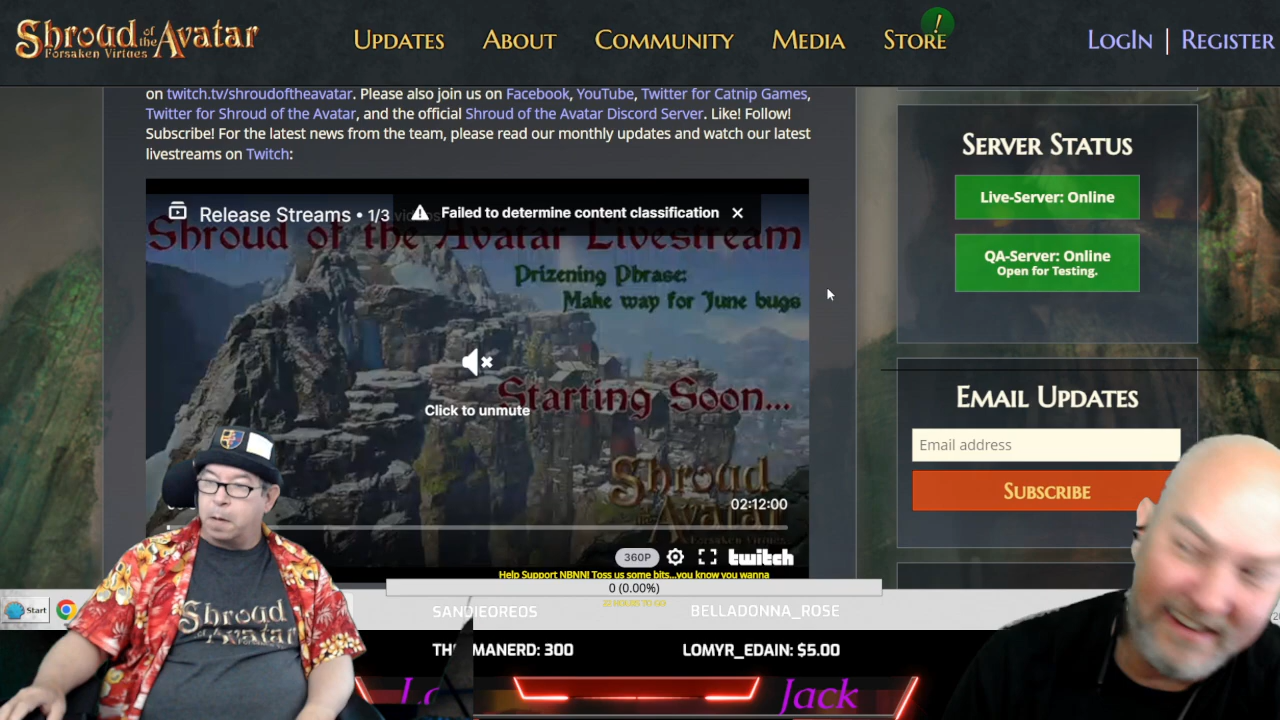 Shroud of the Avatar
Forsaken Virtues
Updates
About
Community
Media
Store
!
LogIn | Register
on twitch.tv/shroudoftheavatar. Please also join us on Facebook, YouTube, Twitter for Catnip Games,
Twitter for Shroud of the Avatar, and the official Shroud of the Avatar Discord Server. Like! Follow!
Subscribe! For the latest news from the team, please read our monthly updates and watch our latest
livestreams on Twitch:
Release Streams • 1/3
Failed to determine content classification
Shroud of the Avatar Livestream
Prizening Phrase:
Make way for June bugs
Click to unmute
Starting Soon...
Shroud
Avatar
02:12:00
360P
twitch
Server Status
Live-Server: Online
QA-Server: Online
Open for Testing.
Email Updates
Email address
Subscribe
Help Support NBNN! Toss us some bits...you know you wanna
0 (0.00%)
Start
SANDIEOREOS
BELLADONNA_ROSE
Shroud of the Avatar
MANERD: 300
LOMYR_EDAIN: $5.00
Jack